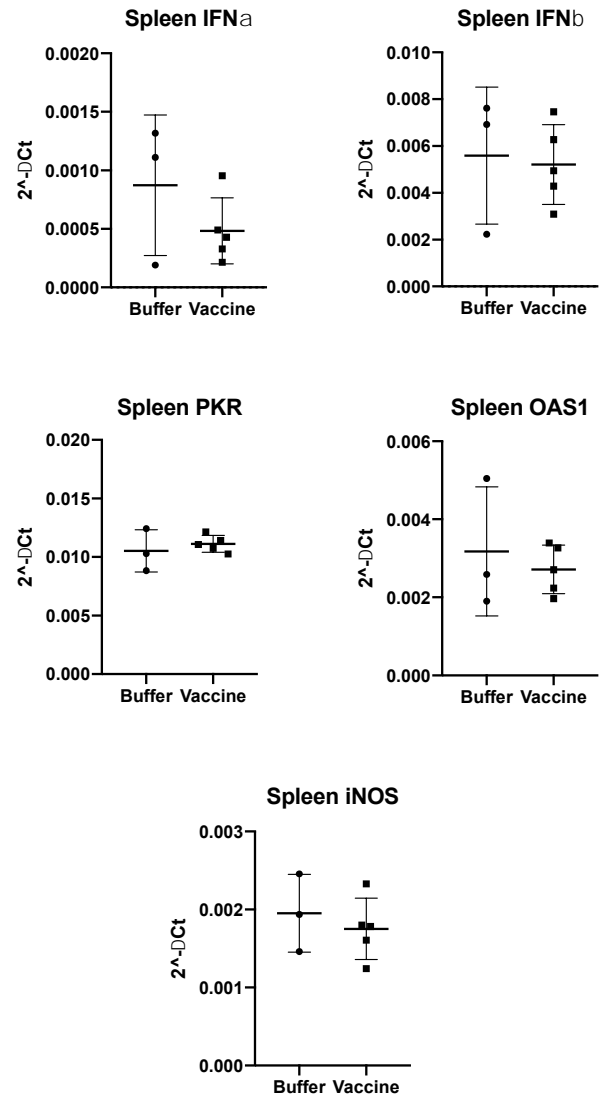 Spleen IFNa
0.0020
0.0015
0.0010
0.0005
0.0000
2^-DCt
Buffer Vaccine
Spleen IFNb
0.010
0.008
0.006
0.004
0.002
0.000
2^-DCt
Buffer Vaccine
Spleen PKR
0.020
0.015
0.010
0.005
0.000
2^-DCt
Buffer Vaccine
Spleen OAS1
0.006
0.004
0.002
0.000
2^-DCt
Buffer Vaccine
Spleen iNOS
0.003
0.002
0.001
0.000
2^-DCt
Buffer Vaccine